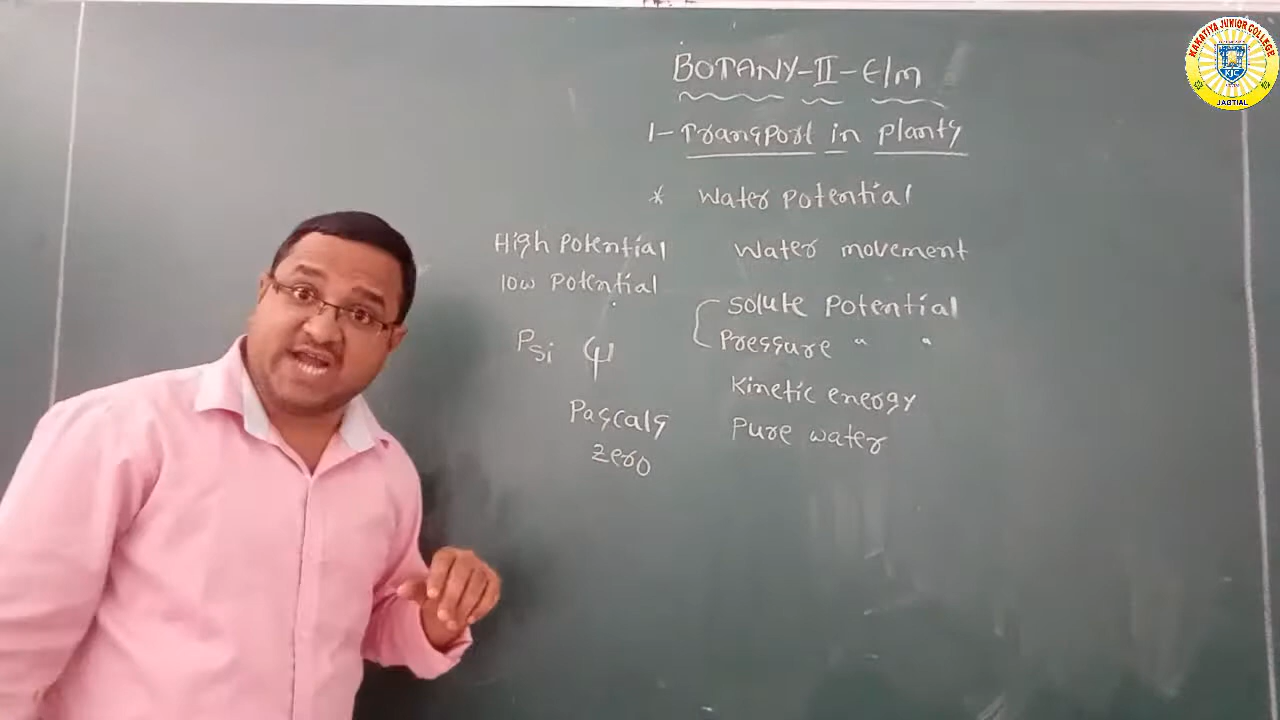 BOTANY-II-E/m
1-Transport in plants
* Water potential
High potential
low potential
Psi ψ
Pascals
zero
Water movement
Solute potential
Pressure " "
Kinetic energy
Pure water
KAKATIYA JUNIOR COLLEGE
KJC
JAGTIAL